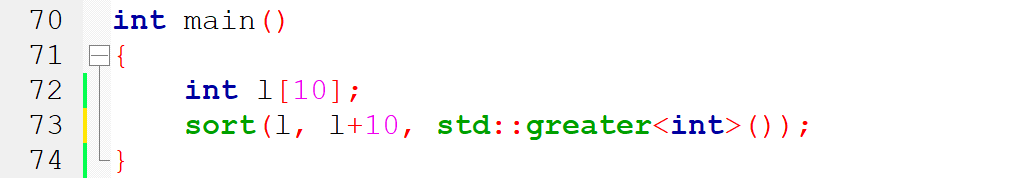 70 int main()
71 {
72 int l[10];
73 sort(l, l+10, std::greater<int>());
74 }